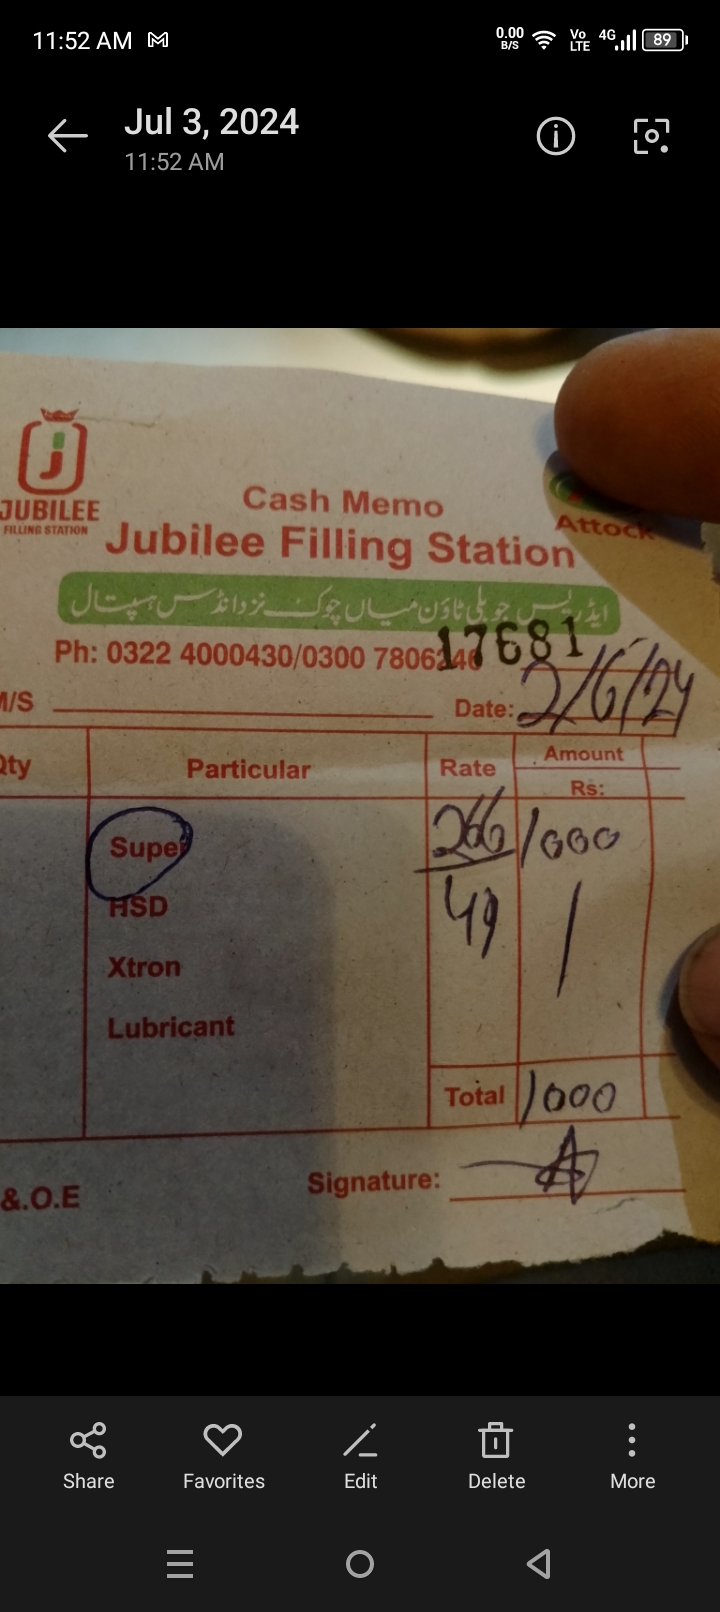 11:52 AM
0.00 B/S Vo LTE 4G 89
Jul 3, 2024
11:52 AM
JUBILEE
FILLING STATION
Cash Memo
Attock
Jubilee Filling Station
ایڈریس جوبلی ٹاؤن میاں چوک نزد انڈس ہسپتال
Ph: 0322 4000430/0300 7806246
17681
M/S Date: 2/6/24
Qty Particular Rate Amount
Rs:
Super 266 1000
HSD 49
Xtron
Lubricant
Total 1000
&.O.E Signature:
Share Favorites Edit Delete More